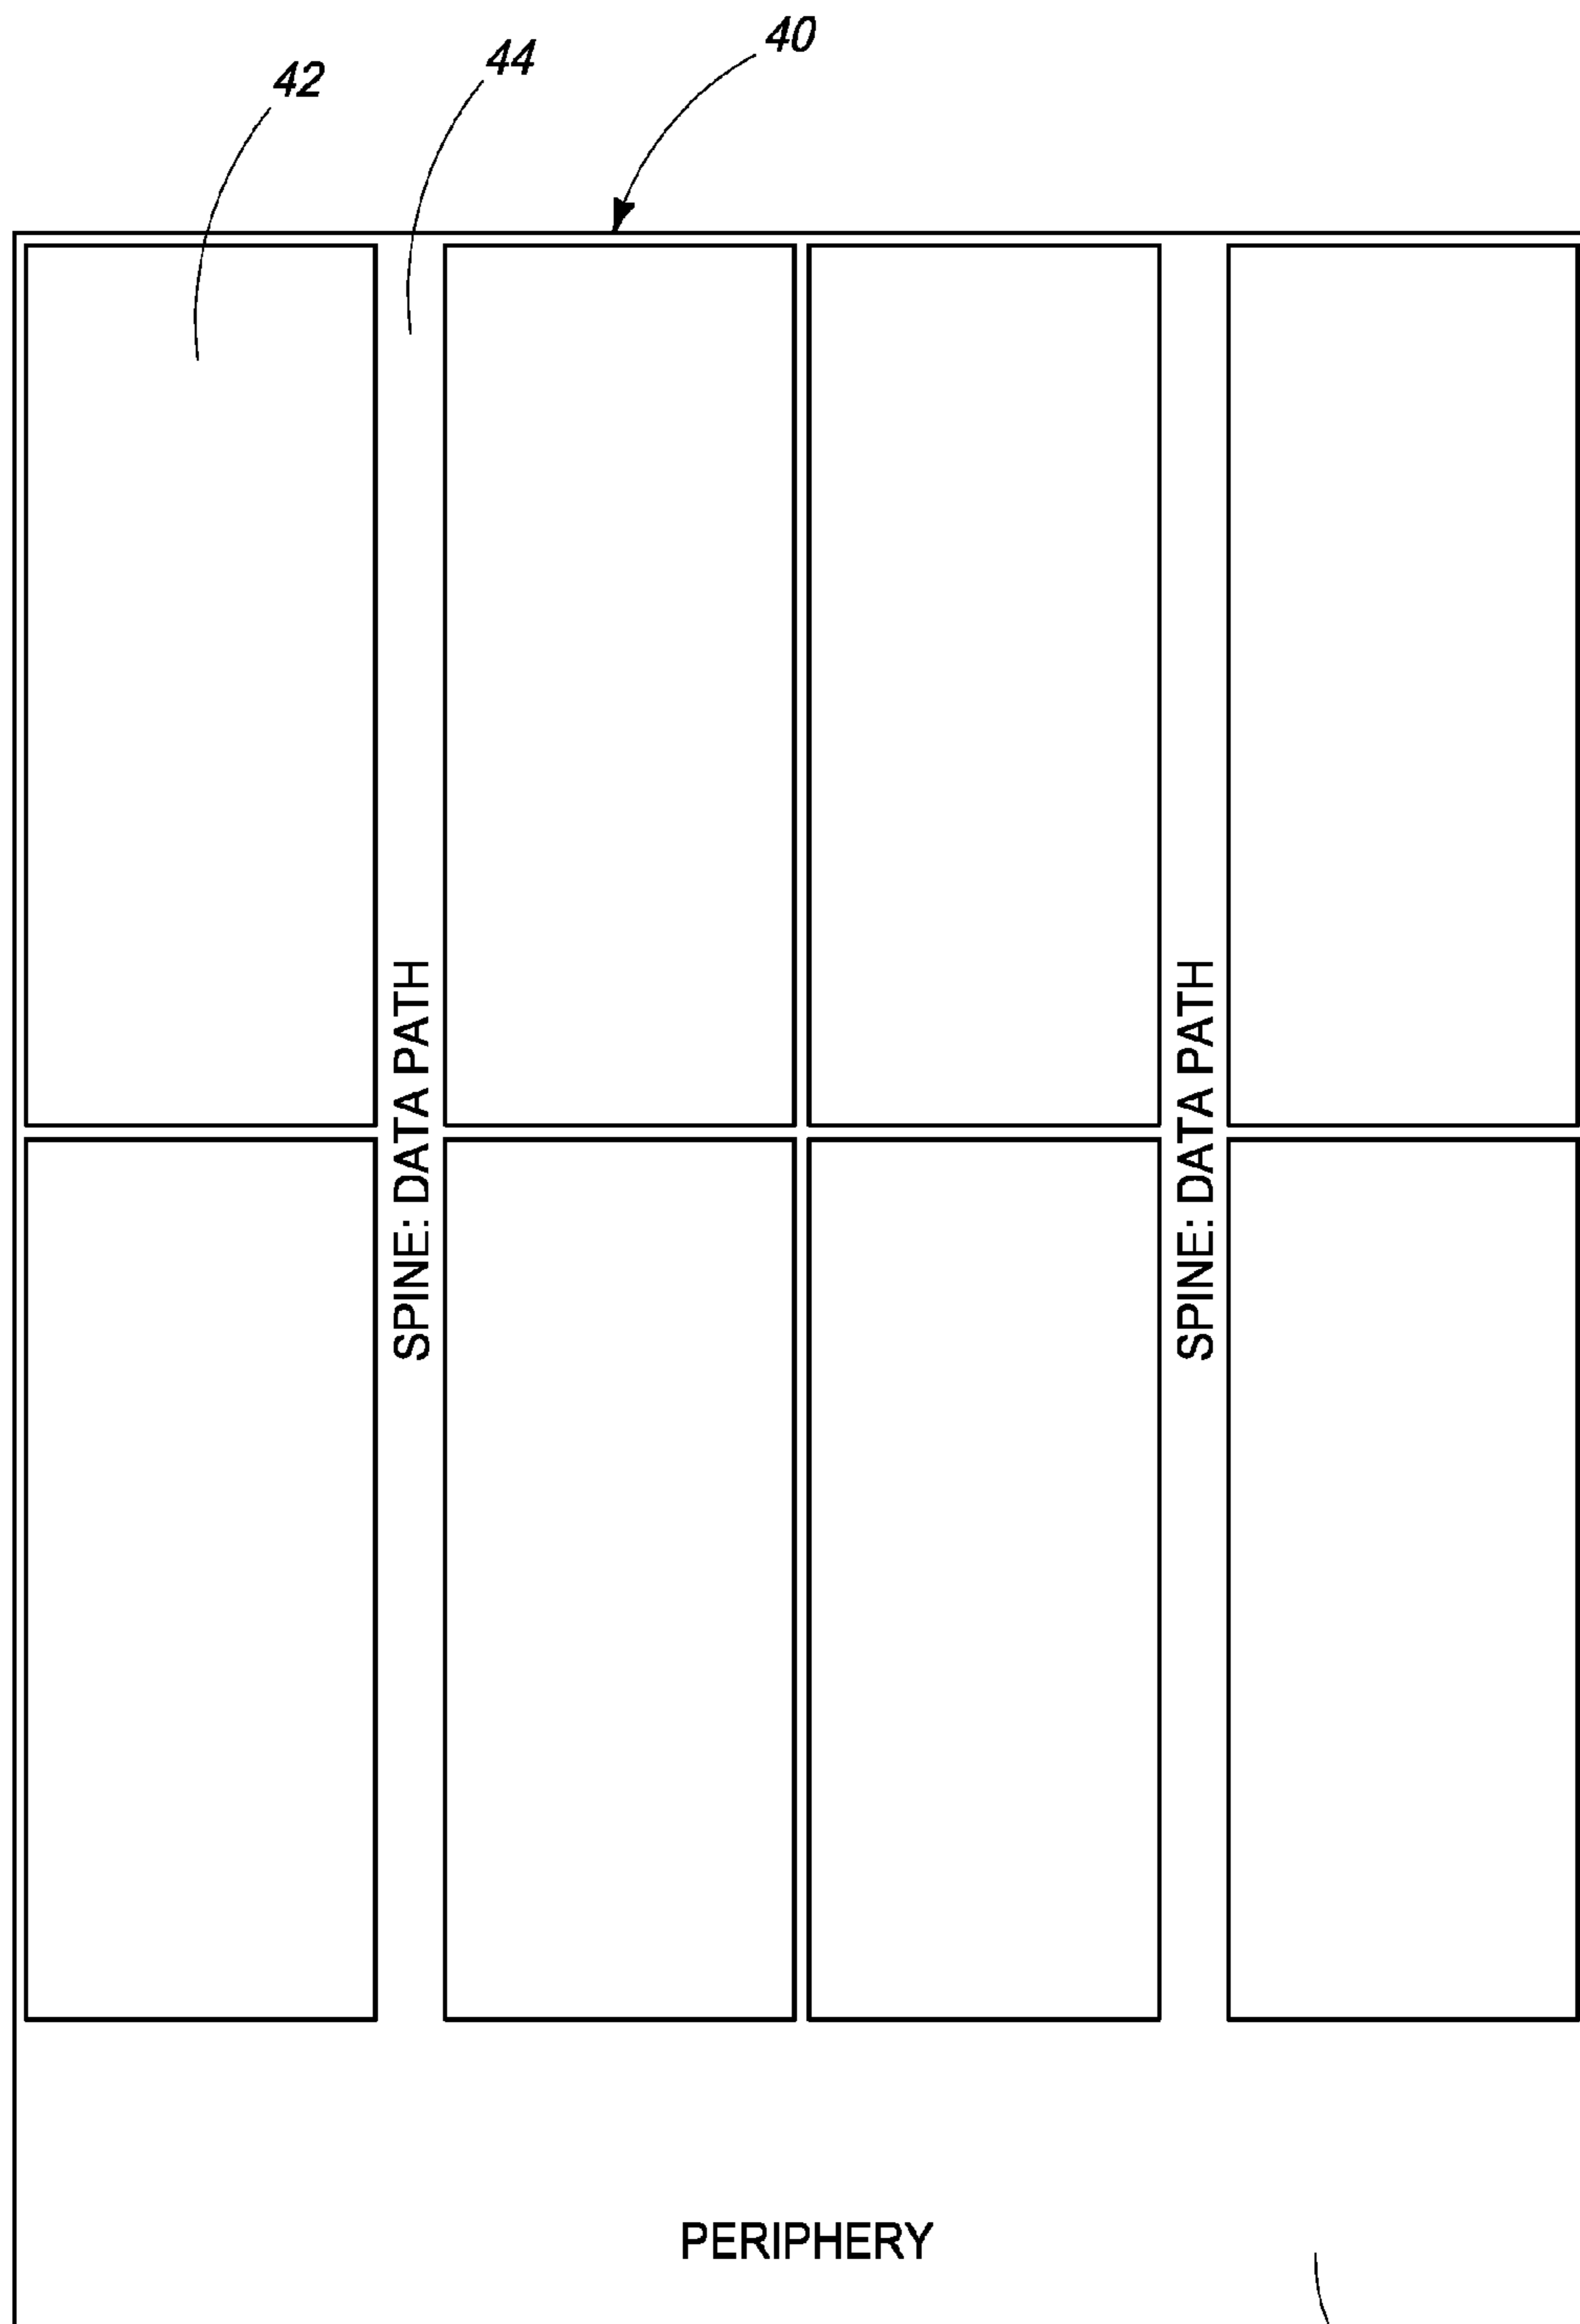 40
44
42
SPINE: DATA PATH
SPINE: DATA PATH
PERIPHERY